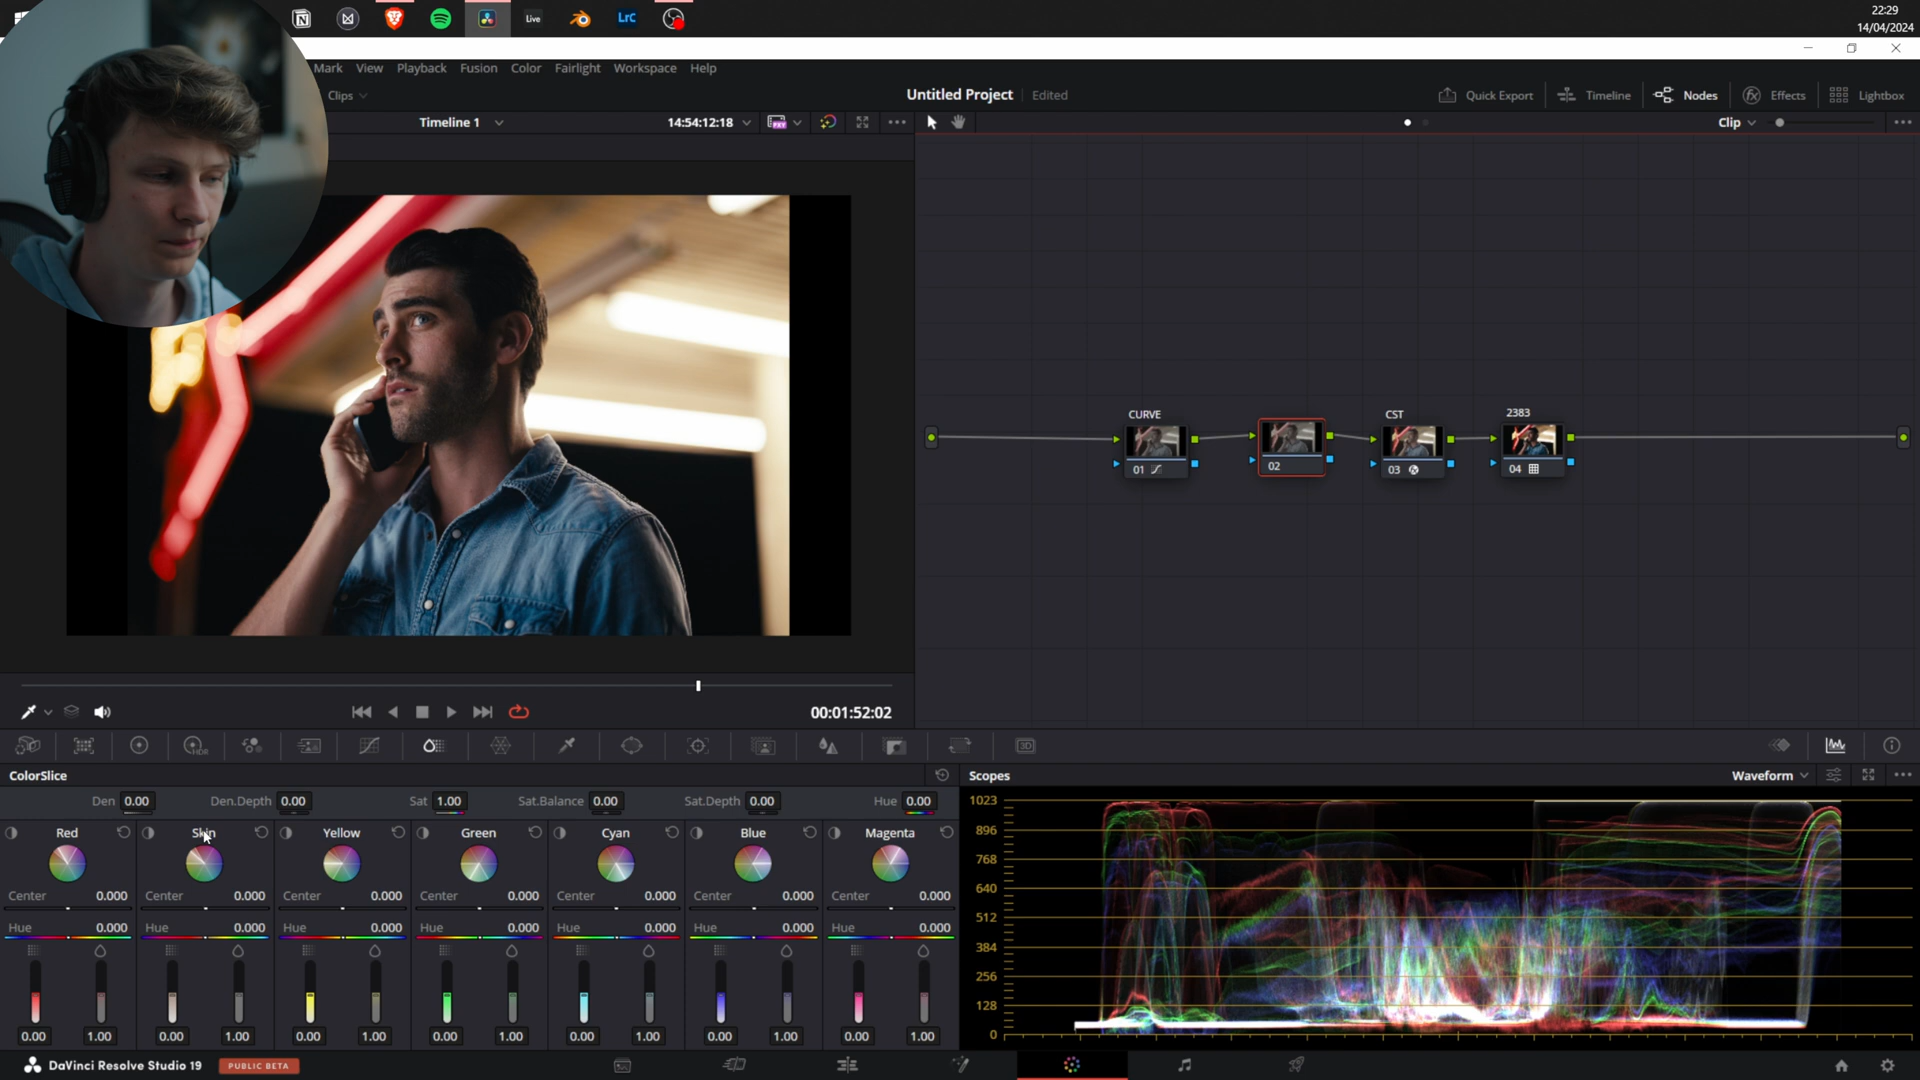 Live
LrC
22:29
14/04/2024
Mark View Playback Fusion Color Fairlight Workspace Help
Clips
Untitled Project Edited
Quick Export Timeline Nodes Effects Lightbox
Timeline 1
14:54:12:18
Clip
CURVE
01
02
CST
03
2383
04
00:01:52:02
HDR
3D
ColorSlice
Den 0.00 Den.Depth 0.00 Sat 1.00 Sat.Balance 0.00 Sat.Depth 0.00 Hue 0.00
Red Skin Yellow Green Cyan Blue Magenta
Center 0.000 Center 0.000 Center 0.000 Center 0.000 Center 0.000 Center 0.000 Center 0.000
Hue 0.000 Hue 0.000 Hue 0.000 Hue 0.000 Hue 0.000 Hue 0.000 Hue 0.000
0.00 1.00 0.00 1.00 0.00 1.00 0.00 1.00 0.00 1.00 0.00 1.00 0.00 1.00
Scopes
Waveform
1023
896
768
640
512
384
256
128
0
DaVinci Resolve Studio 19 PUBLIC BETA